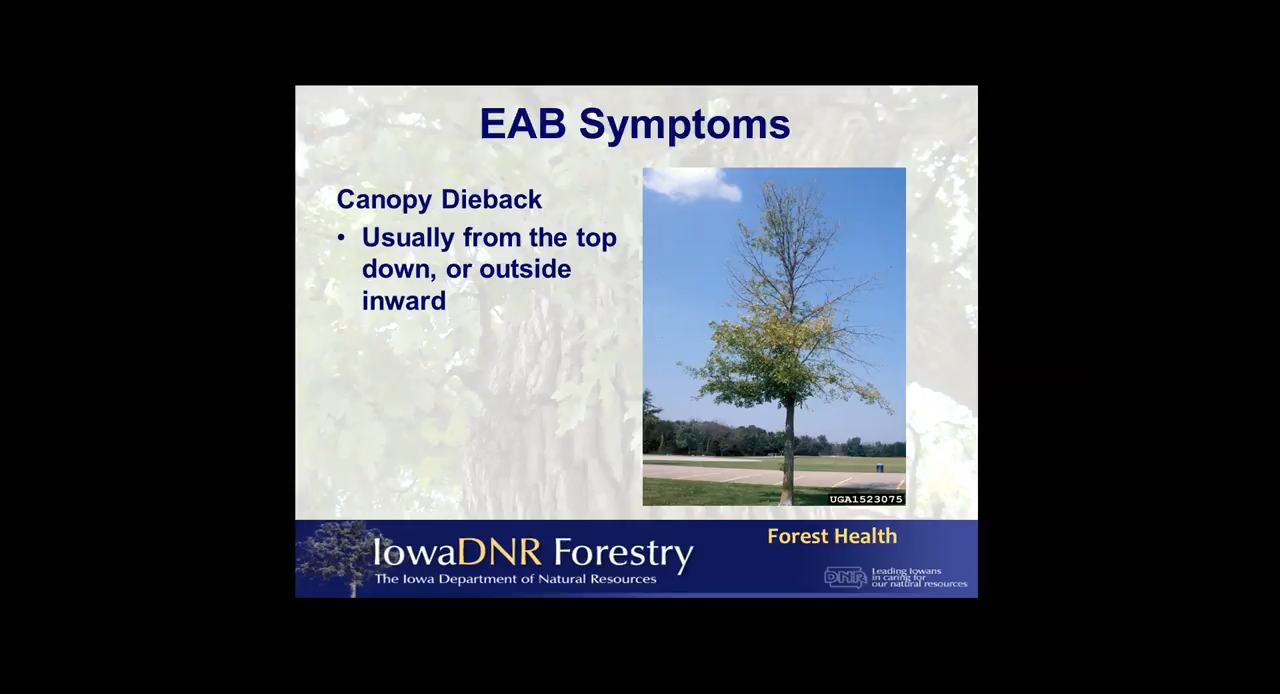 EAB Symptoms
Canopy Dieback
• Usually from the top
down, or outside
inward
UGA1523075
Forest Health
IowaDNR Forestry
The Iowa Department of Natural Resources
DNR
Leading Iowans
in caring for
our natural resources